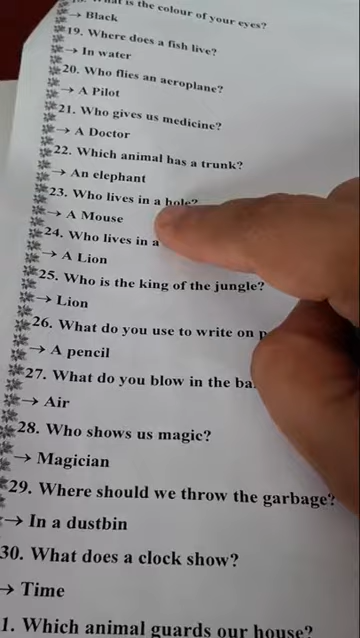 is the colour of your eyes?
→ Black
19. Where does a fish live?
→ In water
20. Who flies an aeroplane?
→ A Pilot
21. Who gives us medicine?
→ A Doctor
22. Which animal has a trunk?
→ An elephant
23. Who lives in a hole?
→ A Mouse
24. Who lives in a
→ A Lion
25. Who is the king of the jungle?
→ Lion
26. What do you use to write on
→ A pencil
27. What do you blow in the
→ Air
28. Who shows us magic?
→ Magician
29. Where should we throw the garbage?
→ In a dustbin
30. What does a clock show?
→ Time
1. Which animal guards our house?